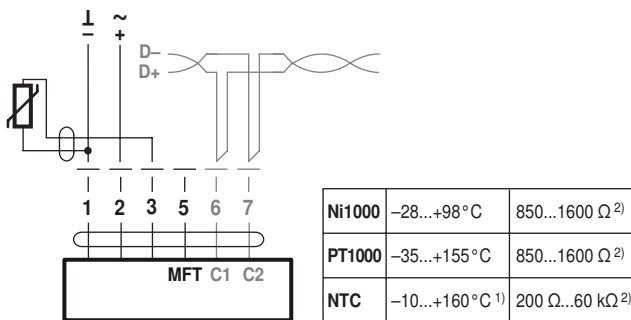 ⊥ ~
– +
D–
D+
1 2 3 5 6 7
MFT C1 C2
Ni1000 –28...+98°C 850...1600 Ω 2)
PT1000 –35...+155°C 850...1600 Ω 2)
NTC –10...+160°C 1) 200 Ω...60 kΩ 2)